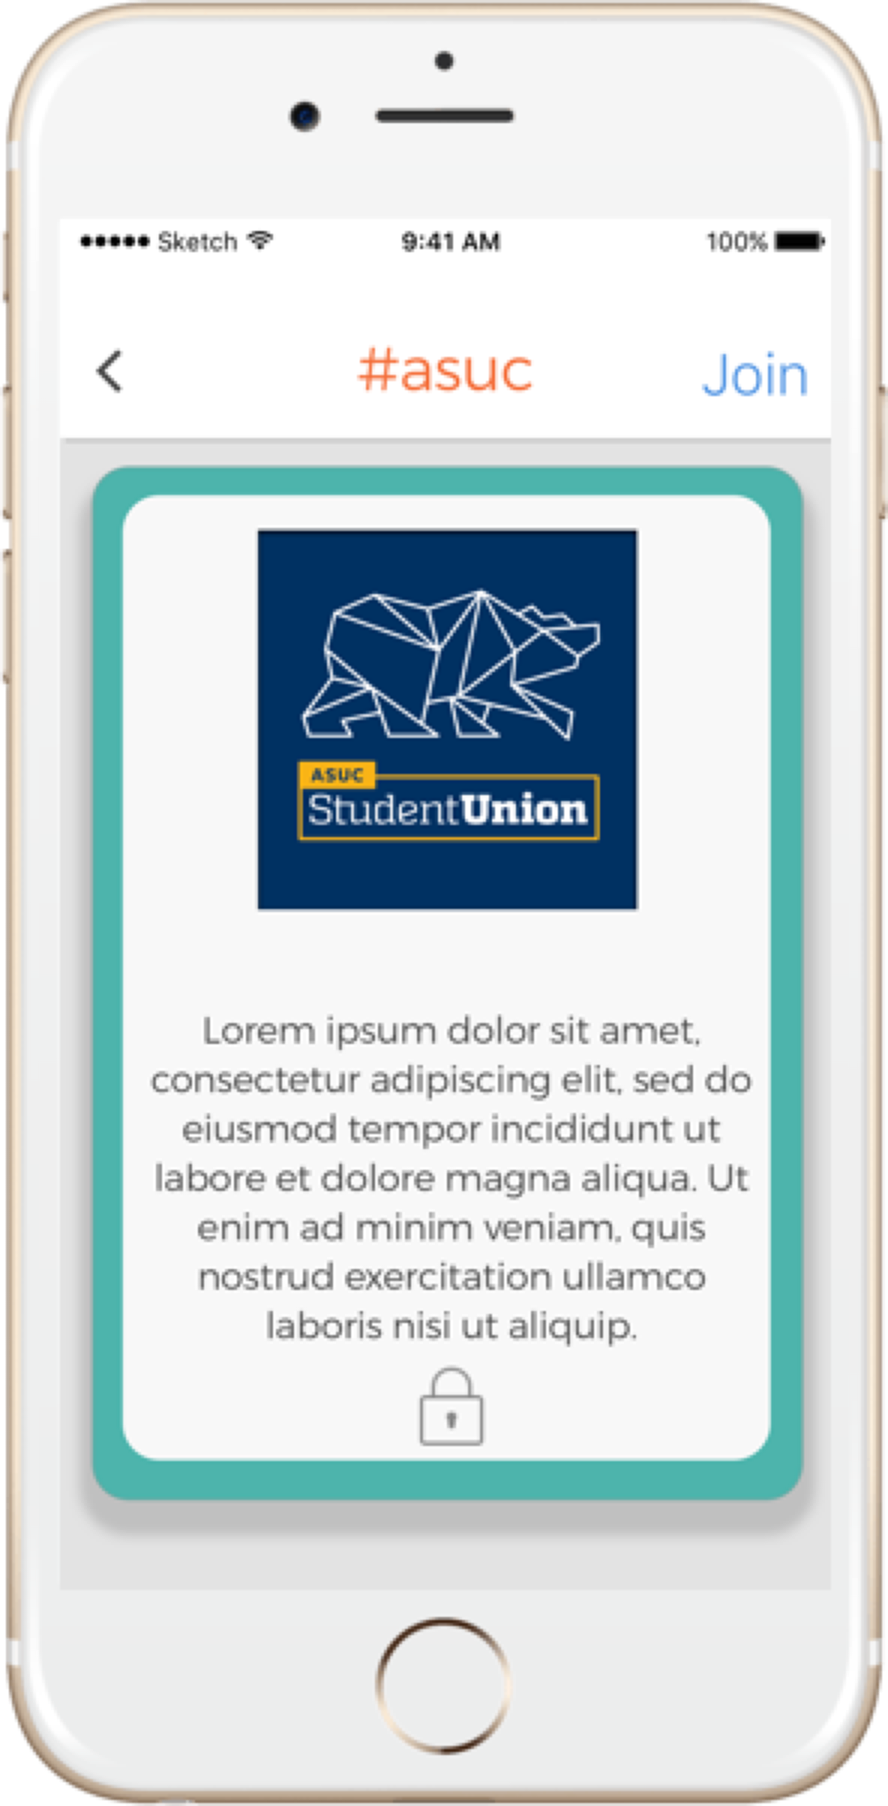 Sketch 9:41 AM 100%
#asuc Join
ASUC
StudentUnion
Lorem ipsum dolor sit amet,
consectetur adipiscing elit, sed do
eiusmod tempor incididunt ut
labore et dolore magna aliqua. Ut
enim ad minim veniam, quis
nostrud exercitation ullamco
laboris nisi ut aliquip.